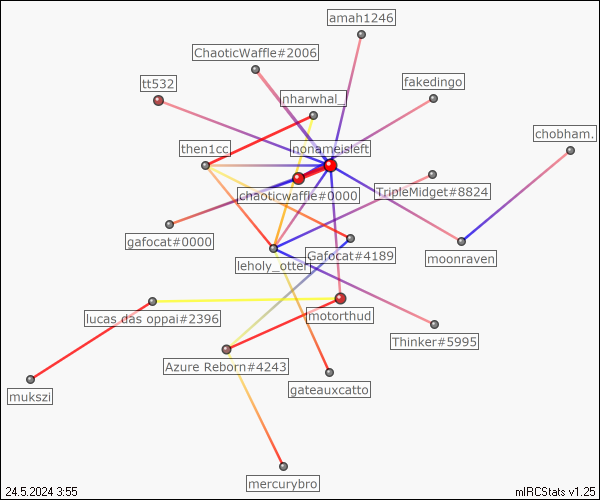 amah1246
ChaoticWaffle#2006
tt532
fakedingo
nharwhal_
chobham.
then1cc
nonameisleft
TripleMidget#8824
chaoticwaffle#0000
gafocat#0000
Gafocat#4189
leholy_otter
moonraven
lucas das oppai#2396
motorthud
Thinker#5995
Azure Reborn#4243
gateauxcatto
mukszi
mercurybro
24.5.2024 3:55
mIRCStats v1.25